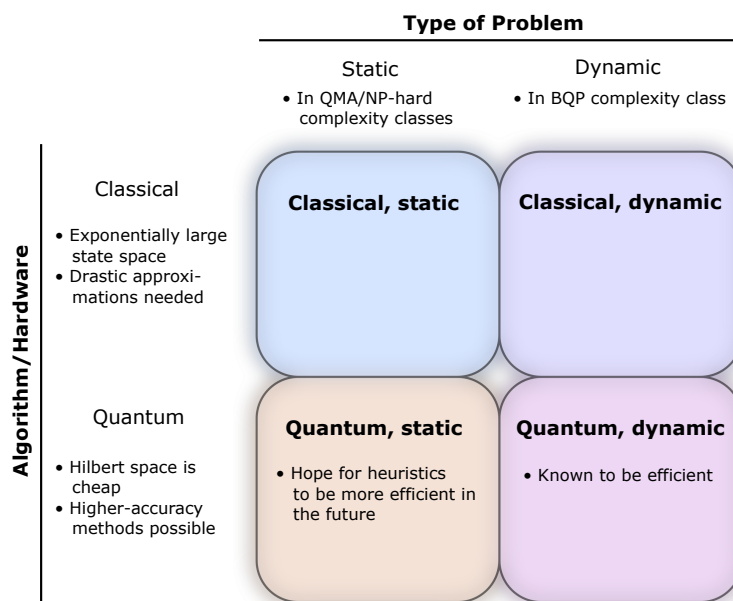 Type of Problem
Static
• In QMA/NP-hard
complexity classes
Dynamic
• In BQP complexity class
Algorithm/Hardware
Classical
• Exponentially large
state space
• Drastic approxi-
mations needed
Classical, static
Classical, dynamic
Quantum
• Hilbert space is
cheap
• Higher-accuracy
methods possible
Quantum, static
• Hope for heuristics
to be more efficient in
the future
Quantum, dynamic
• Known to be efficient